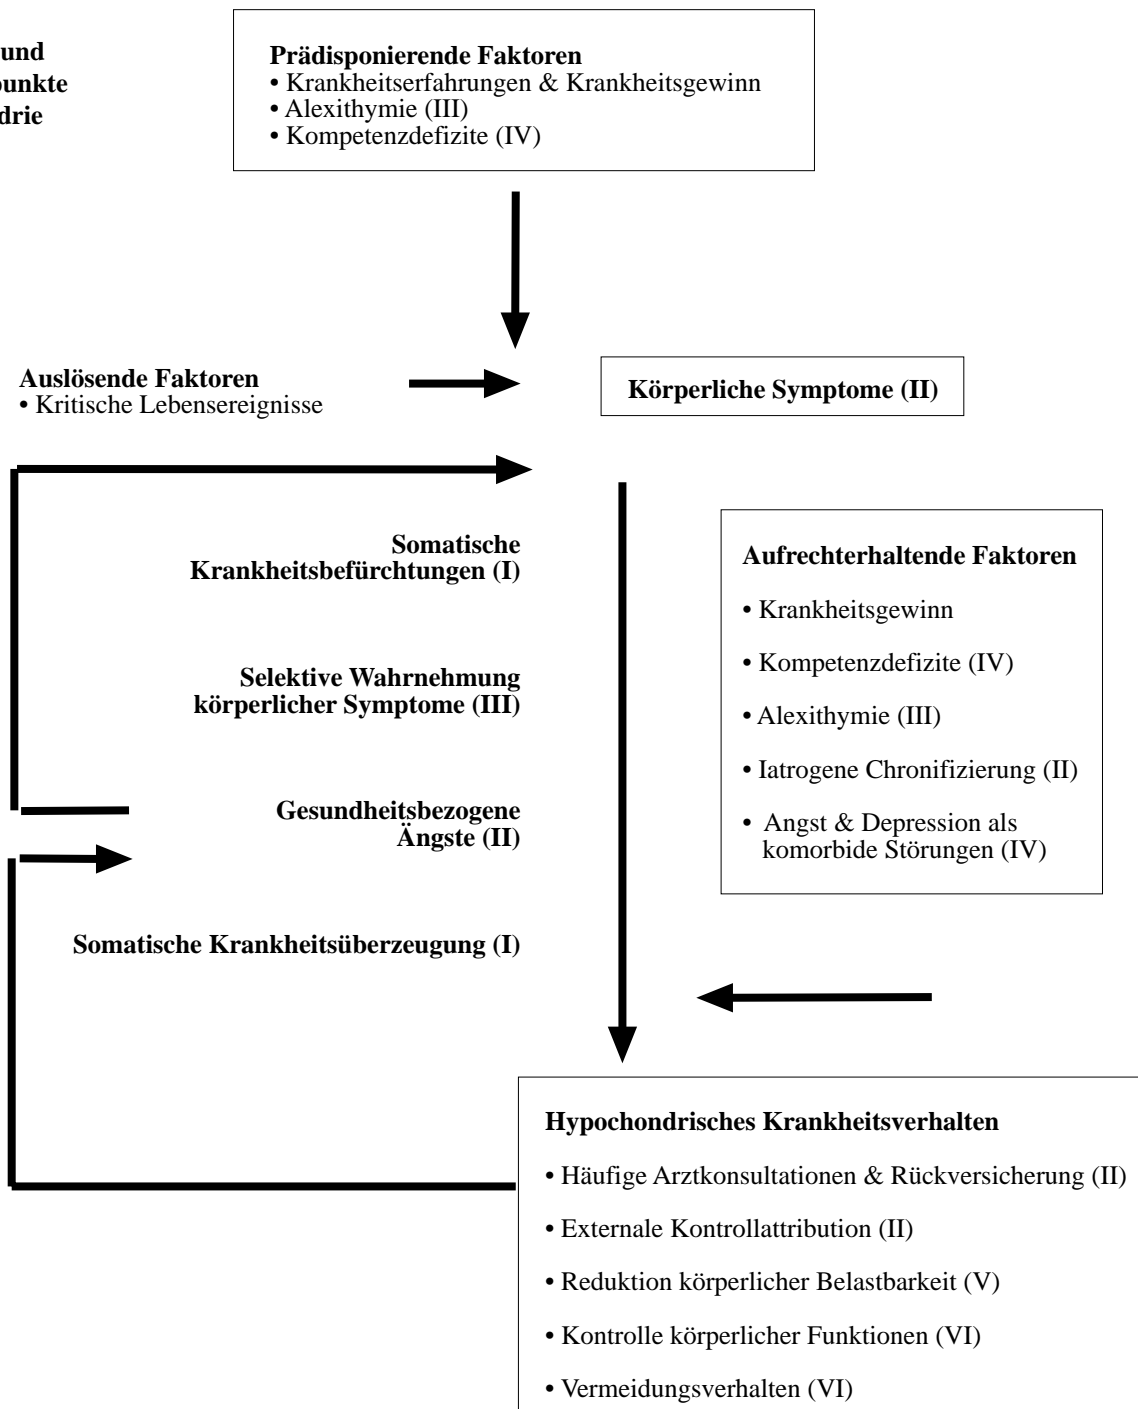 und
punkte
drie
Prädisponierende Faktoren
• Krankheitserfahrungen & Krankheitsgewinn
• Alexithymie (III)
• Kompetenzdefizite (IV)
Auslösende Faktoren
• Kritische Lebensereignisse
Körperliche Symptome (II)
Somatische
Krankheitsbefürchtungen (I)
Selektive Wahrnehmung
körperlicher Symptome (III)
Gesundheitsbezogene
Ängste (II)
Somatische Krankheitsüberzeugung (I)
Aufrechterhaltende Faktoren
• Krankheitsgewinn
• Kompetenzdefizite (IV)
• Alexithymie (III)
• Iatrogene Chronifizierung (II)
• Angst & Depression als
komorbide Störungen (IV)
Hypochondrisches Krankheitsverhalten
• Häufige Arztkonsultationen & Rückversicherung (II)
• Externale Kontrollattribution (II)
• Reduktion körperlicher Belastbarkeit (V)
• Kontrolle körperlicher Funktionen (VI)
• Vermeidungsverhalten (VI)